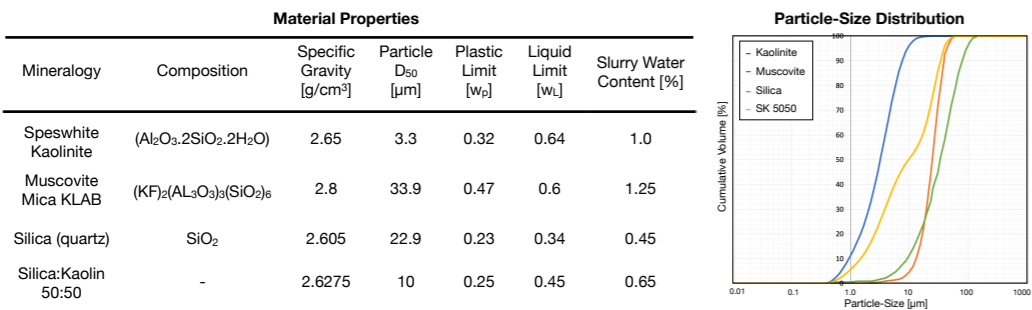 Material Properties
Mineralogy
Composition
Specific
Gravity
[g/cm³]
Particle
D₅₀
[µm]
Plastic
Limit
[wₚ]
Liquid
Limit
[w_L]
Slurry Water
Content [%]
Speswhite
Kaolinite
(Al₂O₃.2SiO₂.2H₂O)
2.65
3.3
0.32
0.64
1.0
Muscovite
Mica KLAB
(KF)₂(AL₃O₃)₃(SiO₂)₆
2.8
33.9
0.47
0.6
1.25
Silica (quartz)
SiO₂
2.605
22.9
0.23
0.34
0.45
Silica:Kaolin
50:50
-
2.6275
10
0.25
0.45
0.65
Particle-Size Distribution
Cumulative Volume [%]
100
90
80
70
60
50
40
30
20
10
0
Kaolinite
Muscovite
Silica
SK 5050
0.01
0.1
1.0
10
100
1000
Particle-Size [µm]